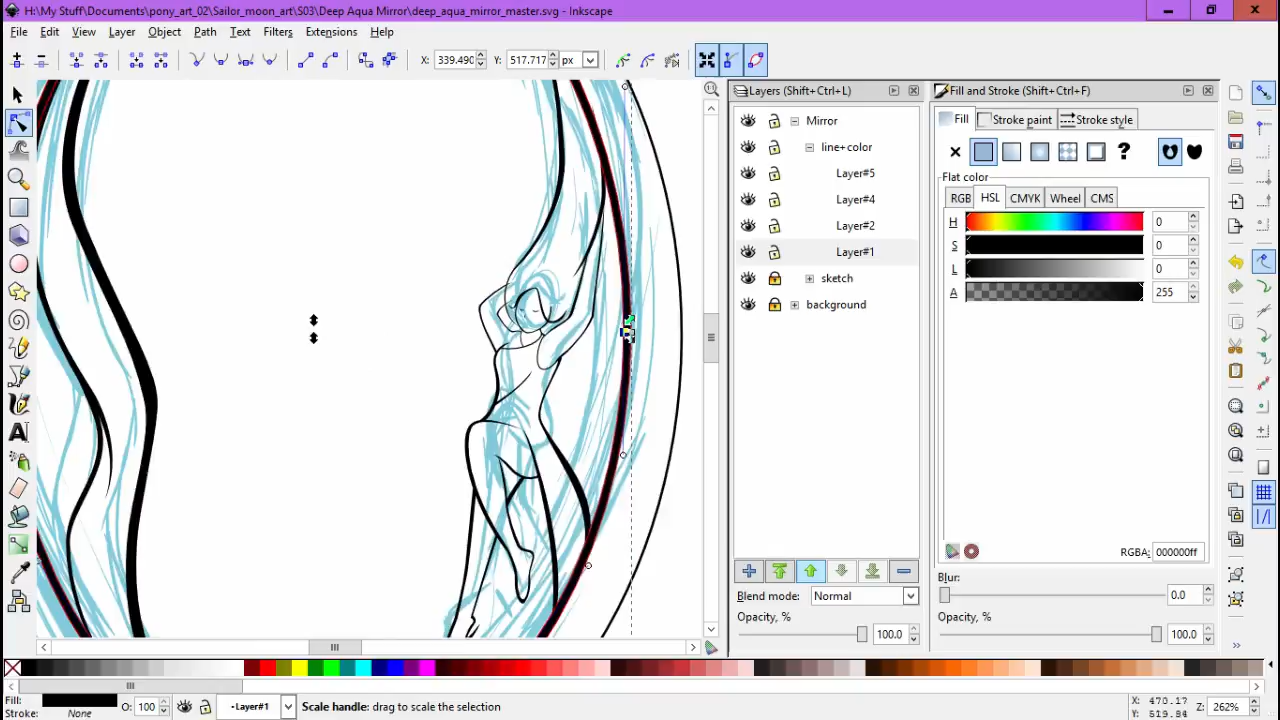 H:\My Stuff\Documents\pony_art_02\Sailor_moon_art\S03\Deep Aqua Mirror\deep_aqua_mirror_master.svg - Inkscape
File Edit View Layer Object Path Text Filters Extensions Help
X: 339.490 Y: 517.717 px
Layers (Shift+Ctrl+L)
Fill and Stroke (Shift+Ctrl+F)
Mirror
line+color
Layer#5
Layer#4
Layer#2
Layer#1
sketch
background
Fill Stroke paint Stroke style
?
Flat color
RGB HSL CMYK Wheel CMS
H 0
S 0
L 0
A 255
RGBA: 000000ff
Blend mode: Normal
Opacity, % 100.0
Blur: 0.0
Opacity, % 100.0
Fill:
Stroke: None
O: 100
•Layer#1
Scale handle: drag to scale the selection
X: 470.17
Y: 519.94
Z: 262%